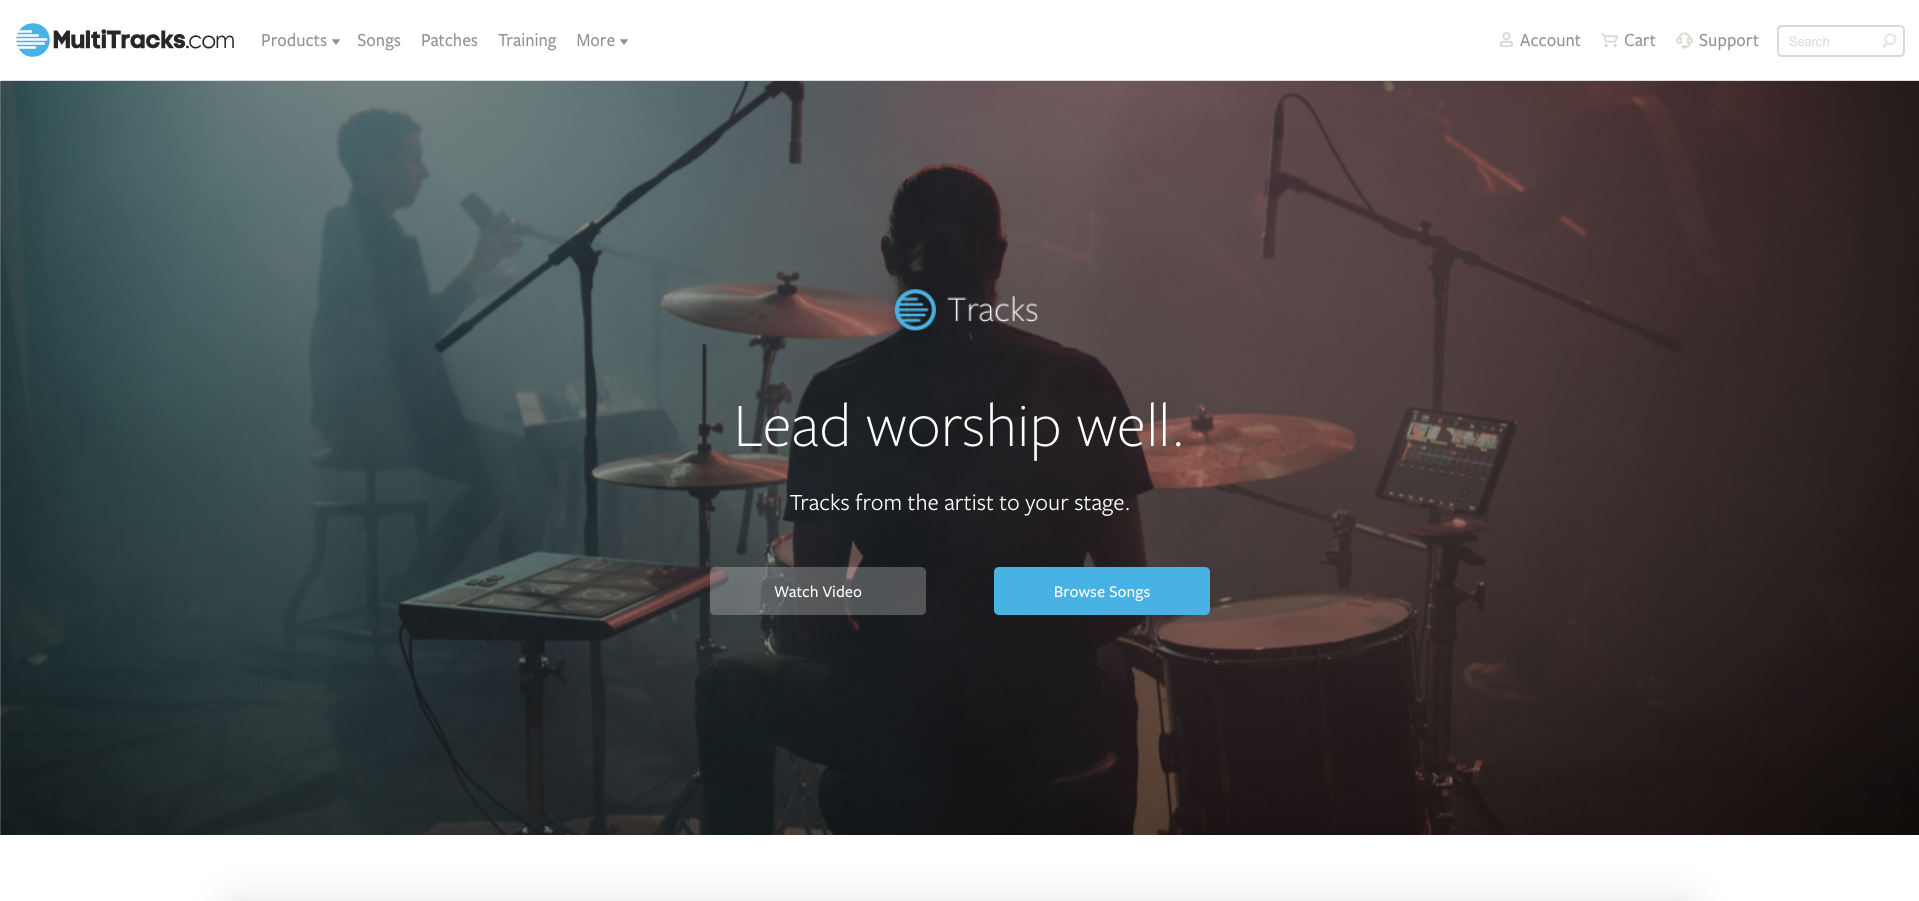 MultiTracks.com
Products Songs Patches Training More
Account Cart Support Search
Tracks
Lead worship well.
Tracks from the artist to your stage.
Watch Video Browse Songs